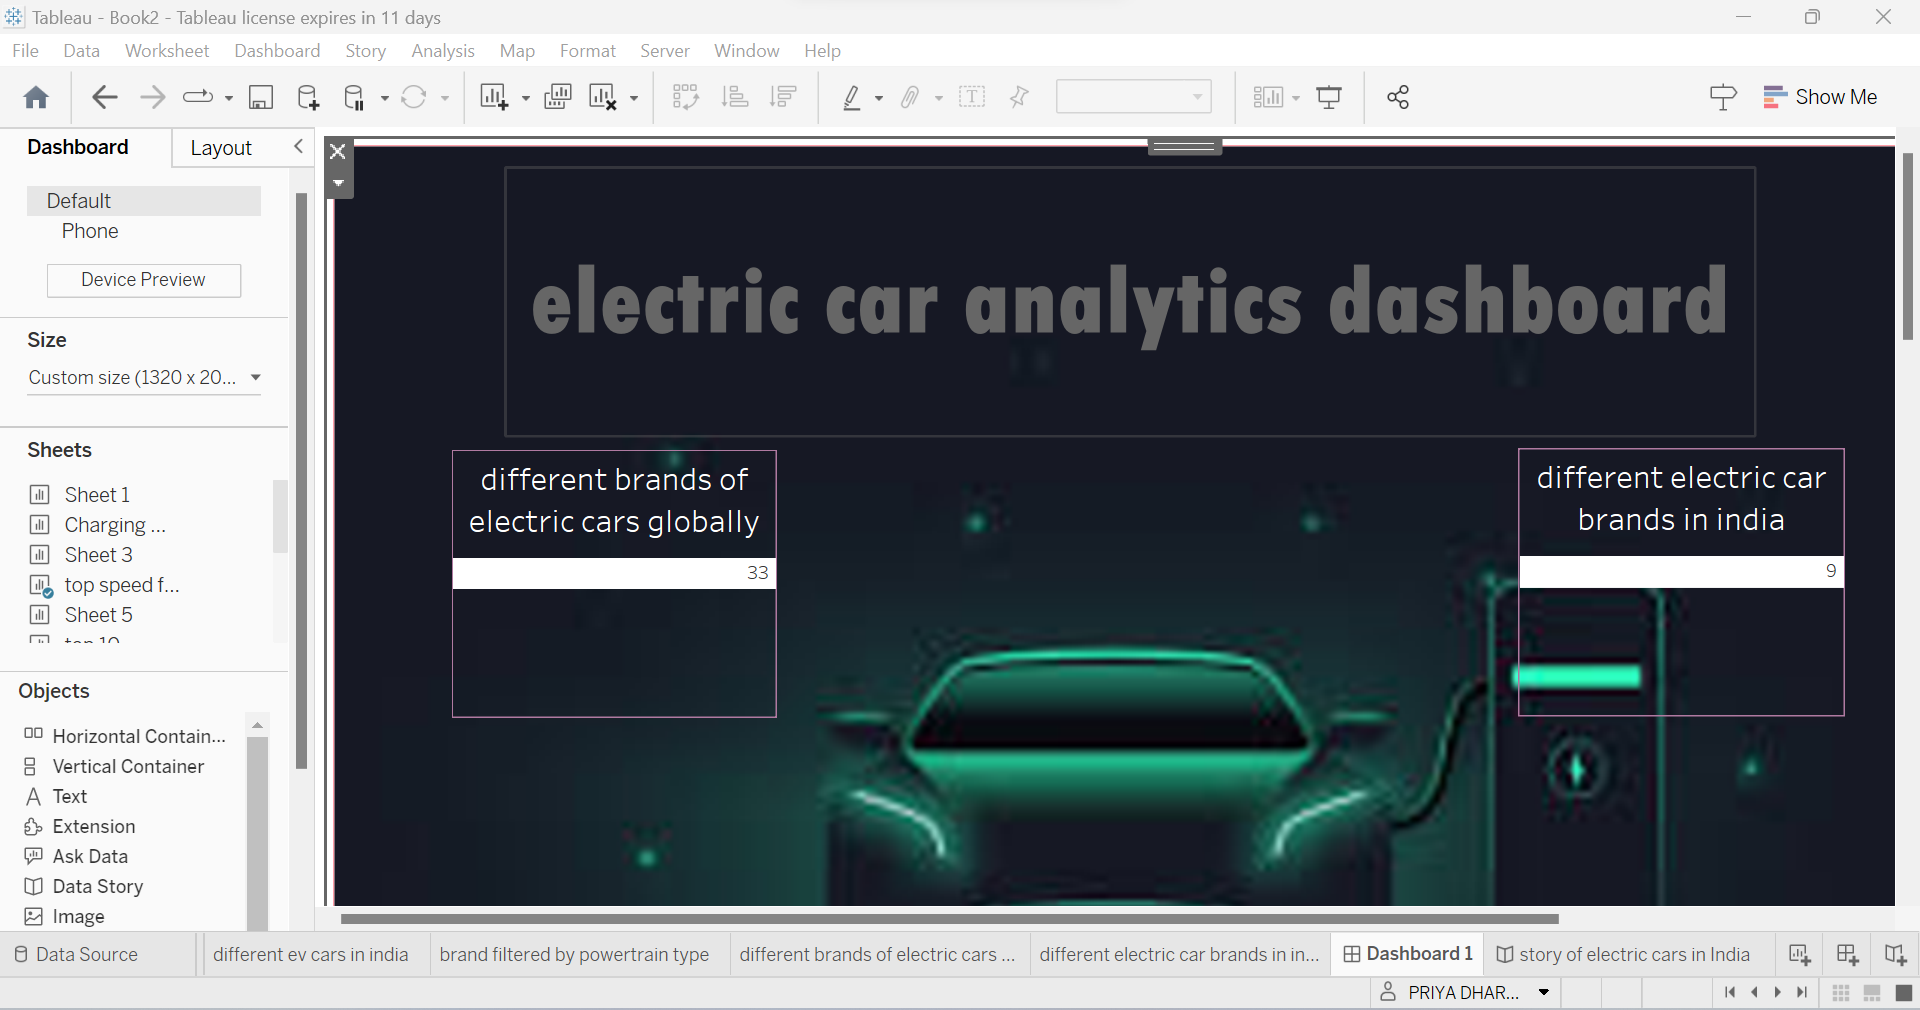 Tableau - Book2 - Tableau license expires in 11 days
File Data Worksheet Dashboard Story Analysis Map Format Server Window Help
Show Me
Dashboard Layout
Default
Phone
Device Preview
Size
Custom size (1320 x 20...
Sheets
Sheet 1
Charging ...
Sheet 3
top speed f...
Sheet 5
Objects
Horizontal Contain...
Vertical Container
Text
Extension
Ask Data
Data Story
Image
electric car analytics dashboard
different brands of
electric cars globally
33
different electric car
brands in india
9
Data Source different ev cars in india brand filtered by powertrain type different brands of electric cars ... different electric car brands in in... Dashboard 1 story of electric cars in India
PRIYA DHAR...